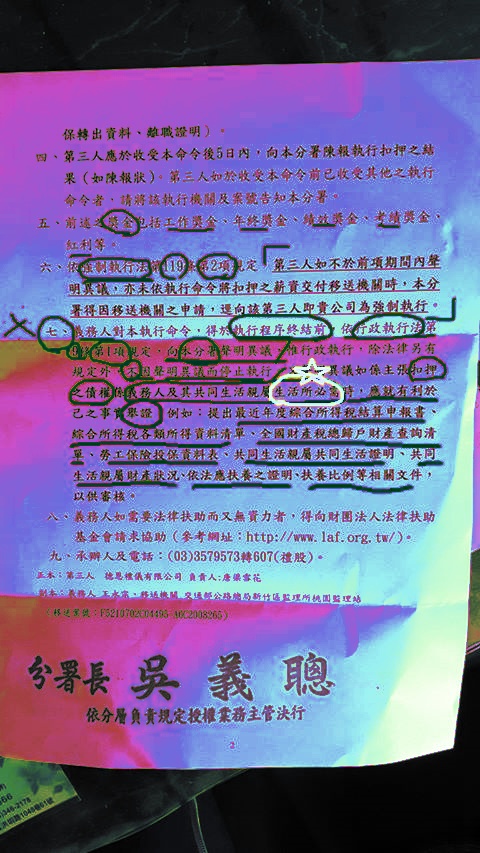 保轉出資料、離職證明)。
四、第三人應於收受本命令後5日內,向本分署陳報執行扣押之結
果(如陳報狀)。第三人如於收受本命令前已收受其他之執行
命令者,請將該執行機關及案號告知本分署。
五、前述之獎金包括工作獎金、年終獎金、績效獎金、考績獎金、
紅利等。
六、依強制執行法第119條第2項規定,第三人如不於前項期間內聲
明異議,亦未依執行命令將扣押之薪資交付移送機關時,本分
署得因移送機關之申請,逕向該第三人即貴公司為強制執行。
七、義務人對本執行命令,得於執行程序終結前,依行政執行法第
9條第1項規定,向本分署聲明異議。惟行政執行,除法律另有
規定外,不因聲明異議而停止執行。異議如係主張扣押
之債權係義務人及其共同生活親屬生活所必需時,應就有利於
己之事實舉證,例如:提出最近年度綜合所得稅結算申報書、
綜合所得稅各類所得資料清單、全國財產稅總歸戶財產查詢清
單、勞工保險投保資料表、共同生活親屬共同生活證明、共同
生活親屬財產狀況、依法應扶養之證明、扶養比例等相關文件,
以供審核。
八、義務人如需要法律扶助而又無資力者,得向財團法人法律扶助
基金會請求協助(參考網址:http://www.laf.org.tw/)。
九、承辦人及電話:(03)3579573轉607(禮股)。
正本:第三人 德恩禮儀有限公司 負責人:唐梁雪花
副本:義務人 王水富、移送機關 交通部公路總局新竹區監理所桃園監理站
(移送案號:F5210702C04495-A0C2008265)
分署長 吳義聰
依分層負責規定授權業務主管決行
2
346-2178